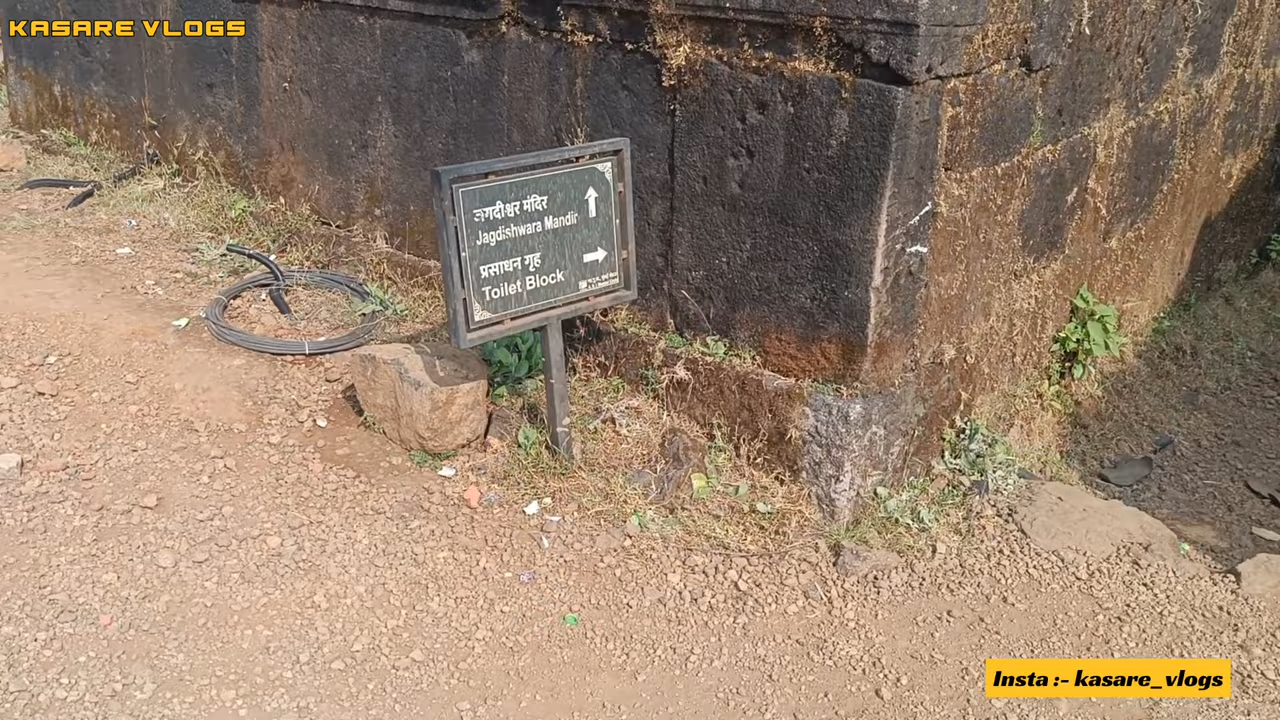 KASARE VLOGS
जगदीश्वर मंदिर
Jagdishwara Mandir
प्रसाधन गृह
Toilet Block
Insta :- kasare_vlogs